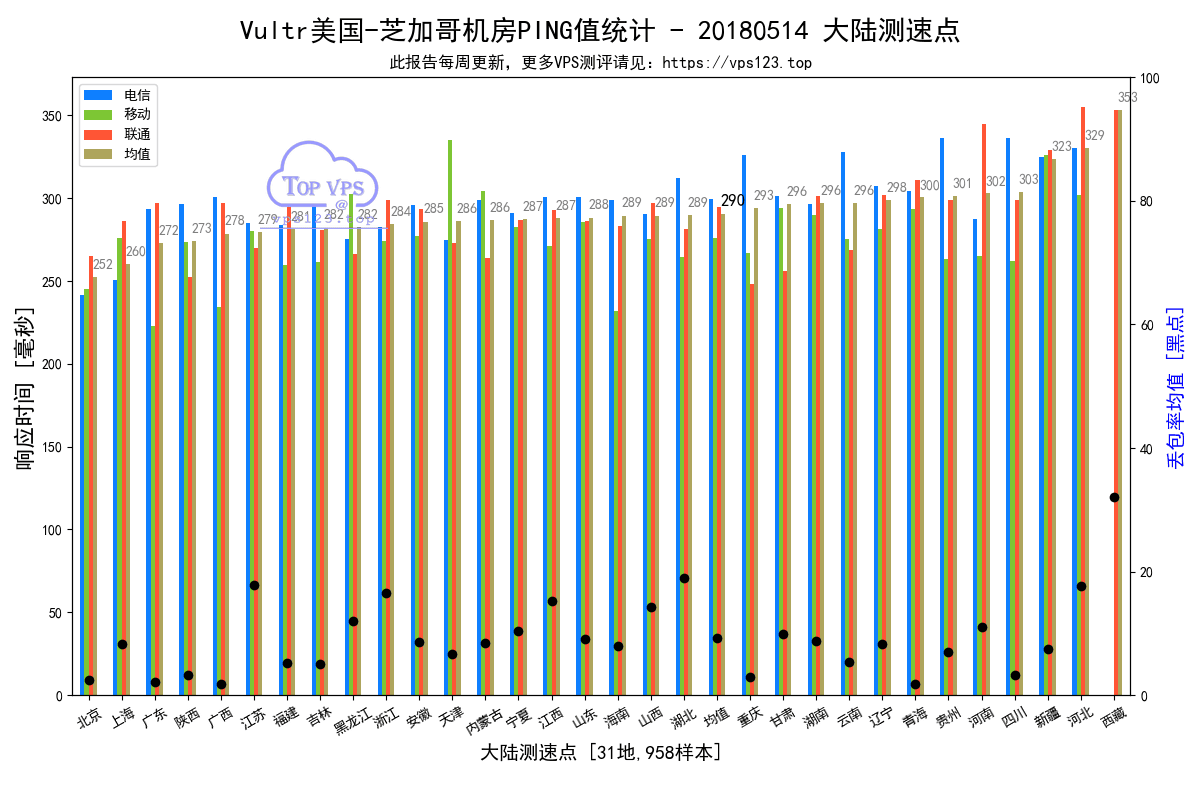 Vultr美国-芝加哥机房PING值统计 - 20180514 大陆测速点
此报告每周更新，更多VPS测评请见：https://vps123.top
电信
移动
联通
均值
TOP VPS
@
vps123.top
响应时间 [毫秒]
350
300
250
200
150
100
50
0
252
260
272
273
278
279
281
282
282
284
285
286
286
287
287
288
289
289
289
290
293
296
296
296
298
300
301
302
303
323
329
353
100
80
60
40
20
0
丢包率均值 [黑点]
北京
上海
广东
陕西
广西
江苏
福建
吉林
黑龙江
浙江
安徽
天津
内蒙古
宁夏
江西
山东
海南
山西
湖北
均值
重庆
甘肃
湖南
云南
辽宁
青海
贵州
河南
四川
新疆
河北
西藏
大陆测速点 [31地,958样本]